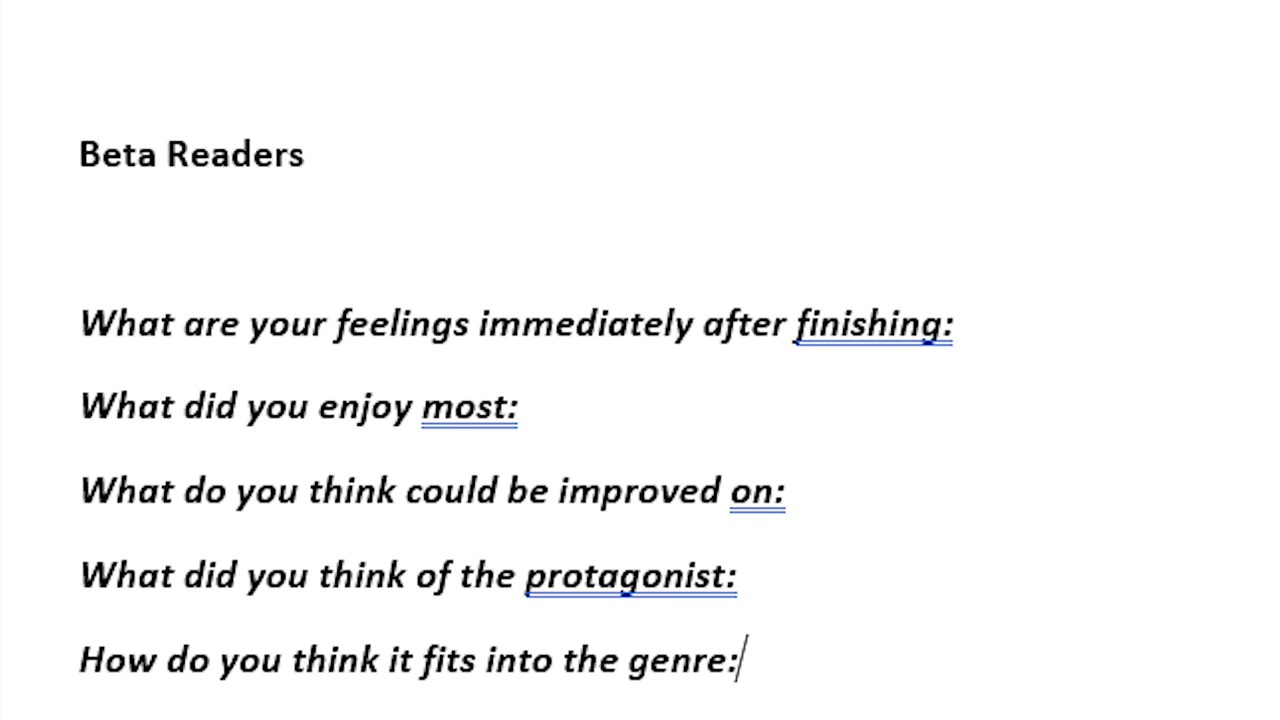 Beta Readers
What are your feelings immediately after finishing:
What did you enjoy most:
What do you think could be improved on:
What did you think of the protagonist:
How do you think it fits into the genre: